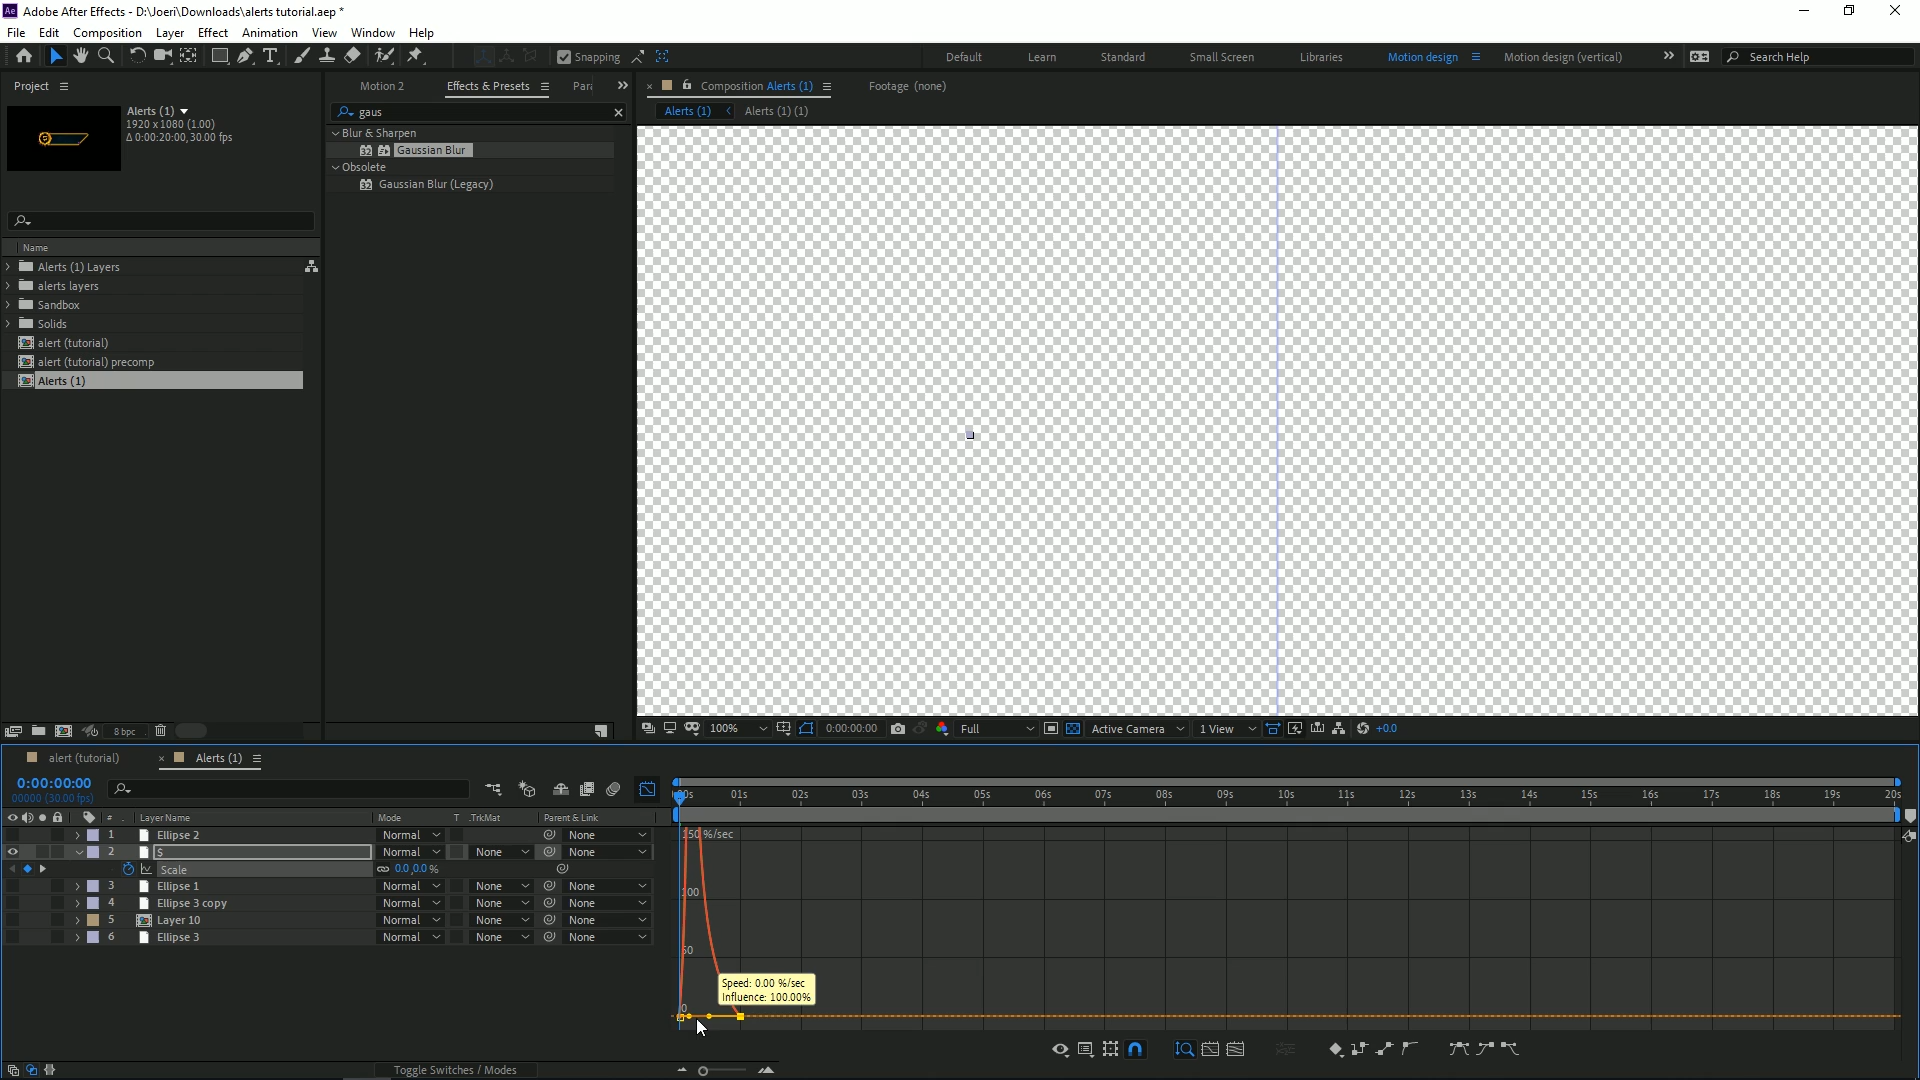 Ae Adobe After Effects - D:\Joeri\Downloads\alerts tutorial.aep *
File Edit Composition Layer Effect Animation View Window Help
T Snapping Default Learn Standard Small Screen Libraries Motion design Motion design (vertical) Search Help
Project Motion 2 Effects & Presets Par Composition Alerts (1) Footage (none)
Alerts (1)
1920 x 1080 (1.00)
Δ 0:00:20:00, 30.00 fps
gaus
Alerts (1) Alerts (1) (1)
Blur & Sharpen
32 Gaussian Blur
Obsolete
32 Gaussian Blur (Legacy)
Name
Alerts (1) Layers
alerts layers
Sandbox
Solids
alert (tutorial)
alert (tutorial) precomp
Alerts (1)
8 bpc
100% 0:00:00:00 Full Active Camera 1 View +0.0
alert (tutorial) Alerts (1)
0:00:00:00
00000 (30.00 fps)
00s 01s 02s 03s 04s 05s 06s 07s 08s 09s 10s 11s 12s 13s 14s 15s 16s 17s 18s 19s 20s
# Layer Name Mode T .TrkMat Parent & Link
1 Ellipse 2 Normal None
2 $ Normal None None
Scale 0.0,0.0 %
3 Ellipse 1 Normal None None
4 Ellipse 3 copy Normal None None
5 Layer 10 Normal None None
6 Ellipse 3 Normal None None
150 %/sec
100
50
0
Speed: 0.00 %/sec
Influence: 100.00%
Toggle Switches / Modes